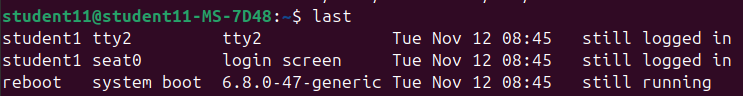 student11@student11-MS-7D48:~$ last
student1 tty2         tty2             Tue Nov 12 08:45   still logged in
student1 seat0        login screen     Tue Nov 12 08:45   still logged in
reboot   system boot  6.8.0-47-generic Tue Nov 12 08:45   still running